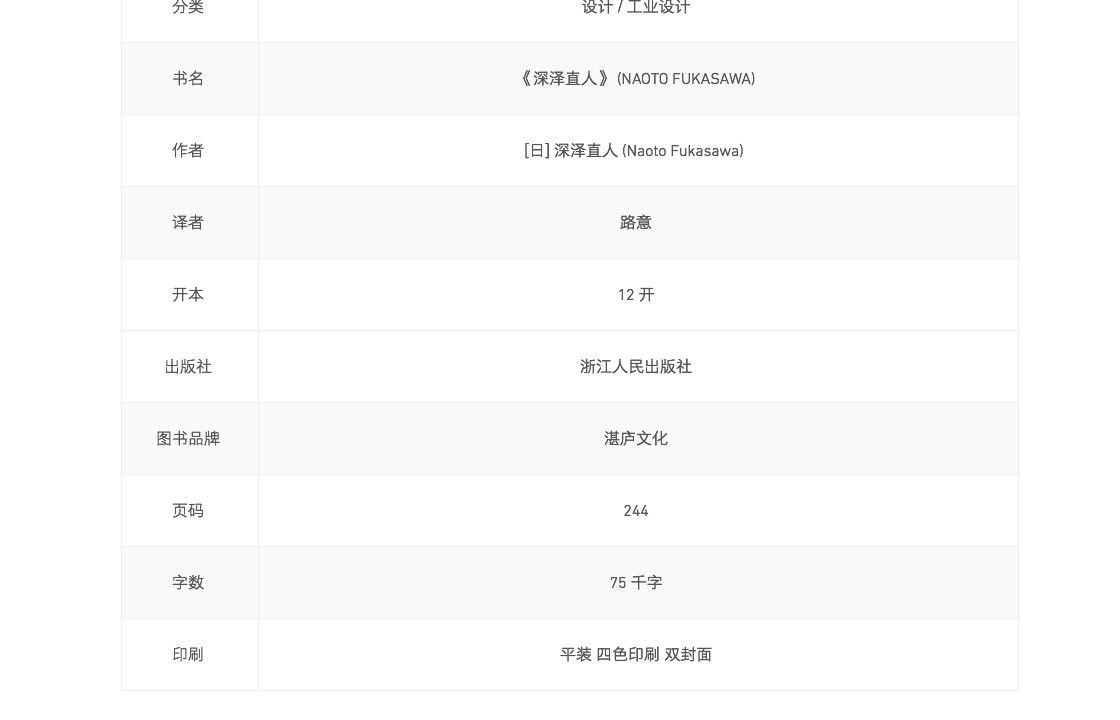 分类 设计 / 工业设计
书名 《深泽直人》 (NAOTO FUKASAWA)
作者 [日] 深泽直人 (Naoto Fukasawa)
译者 路意
开本 12 开
出版社 浙江人民出版社
图书品牌 湛庐文化
页码 244
字数 75 千字
印刷 平装 四色印刷 双封面